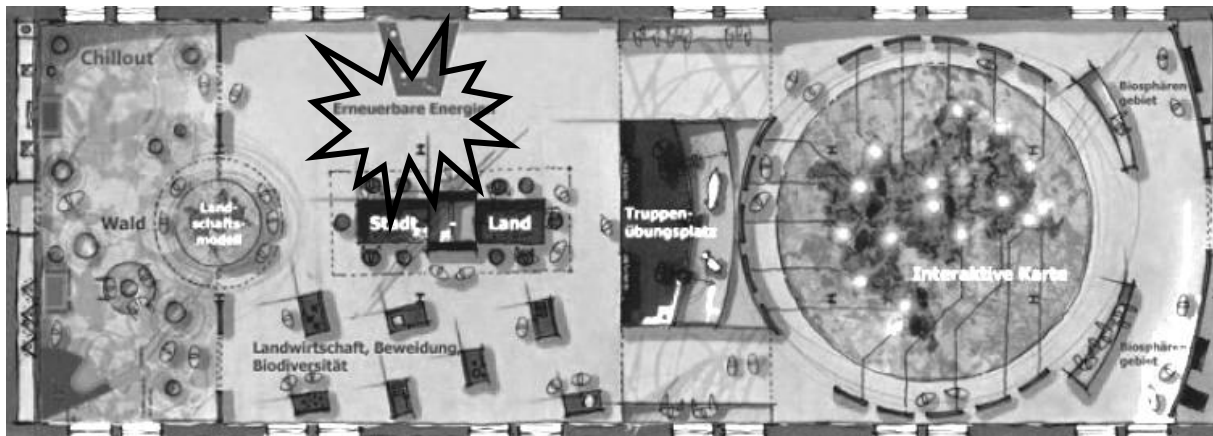 Chillout
Erneuerbare Energien
Wald
Land-
schafts-
modell
Stadt
-
Land
Truppen-
übungsplatz
Interaktive Karte
Biosphären
gebiet
Landwirtschaft, Beweidung,
Biodiversität
Biosphären
gebiet